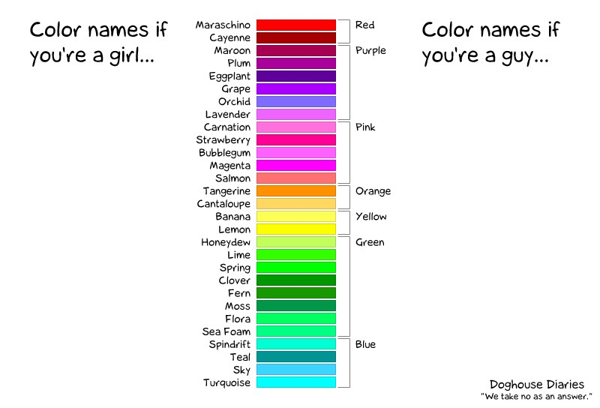 Color names if
you're a girl...
Color names if
you're a guy...
Maraschino
Red
Cayenne
Maroon
Purple
Plum
Eggplant
Grape
Orchid
Lavender
Carnation
Pink
Strawberry
Bubblegum
Magenta
Salmon
Tangerine
Orange
Cantaloupe
Banana
Yellow
Lemon
Honeydew
Green
Lime
Spring
Clover
Fern
Moss
Flora
Sea Foam
Spindrift
Blue
Teal
Sky
Turquoise
Doghouse Diaries
"We take no as an answer."